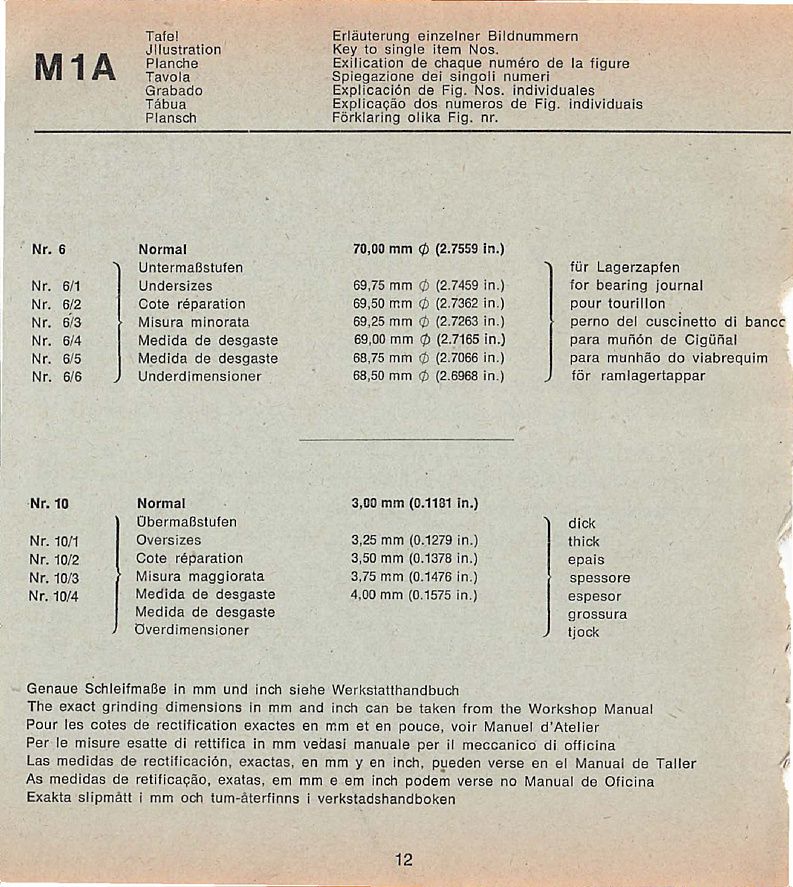 M1A
Tafel Erläuterung einzelner Bildnummern
Jllustration Key to single item Nos.
Planche Exilication de chaque numéro de la figure
Tavola Spiegazione dei singoli numeri
Grabado Explicación de Fig. Nos. individuales
Tábua Explicação dos numeros de Fig. individuais
Plansch Förklaring olika Fig. nr.
Nr. 6 Normal 70,00 mm ∅ (2.7559 in.)
Untermaßstufen für Lagerzapfen
Nr. 6/1 Undersizes 69,75 mm ∅ (2.7459 in.) for bearing journal
Nr. 6/2 Cote réparation 69,50 mm ∅ (2.7362 in.) pour tourillon
Nr. 6/3 Misura minorata 69,25 mm ∅ (2.7263 in.) perno del cuscinetto di banco
Nr. 6/4 Medida de desgaste 69,00 mm ∅ (2.7165 in.) para muñón de Cigüñal
Nr. 6/5 Medida de desgaste 68,75 mm ∅ (2.7066 in.) para munhão do viabrequim
Nr. 6/6 Underdimensioner 68,50 mm ∅ (2.6968 in.) för ramlagertappar
Nr. 10 Normal 3,00 mm (0.1181 in.)
Übermaßstufen dick
Nr. 10/1 Oversizes 3,25 mm (0.1279 in.) thick
Nr. 10/2 Cote réparation 3,50 mm (0.1378 in.) epais
Nr. 10/3 Misura maggiorata 3,75 mm (0.1476 in.) spessore
Nr. 10/4 Medida de desgaste 4,00 mm (0.1575 in.) espesor
Medida de desgaste grossura
Överdimensioner tjock
Genaue Schleifmaße in mm und inch siehe Werkstatthandbuch
The exact grinding dimensions in mm and inch can be taken from the Workshop Manual
Pour les cotes de rectification exactes en mm et en pouce, voir Manuel d'Atelier
Per le misure esatte di rettifica in mm vedasi manuale per il meccanico di officina
Las medidas de rectificación, exactas, en mm y en inch, pueden verse en el Manual de Taller
As medidas de retificação, exatas, em mm e em inch podem verse no Manual de Oficina
Exakta slipmått i mm och tum-återfinns i verkstadshandboken
12